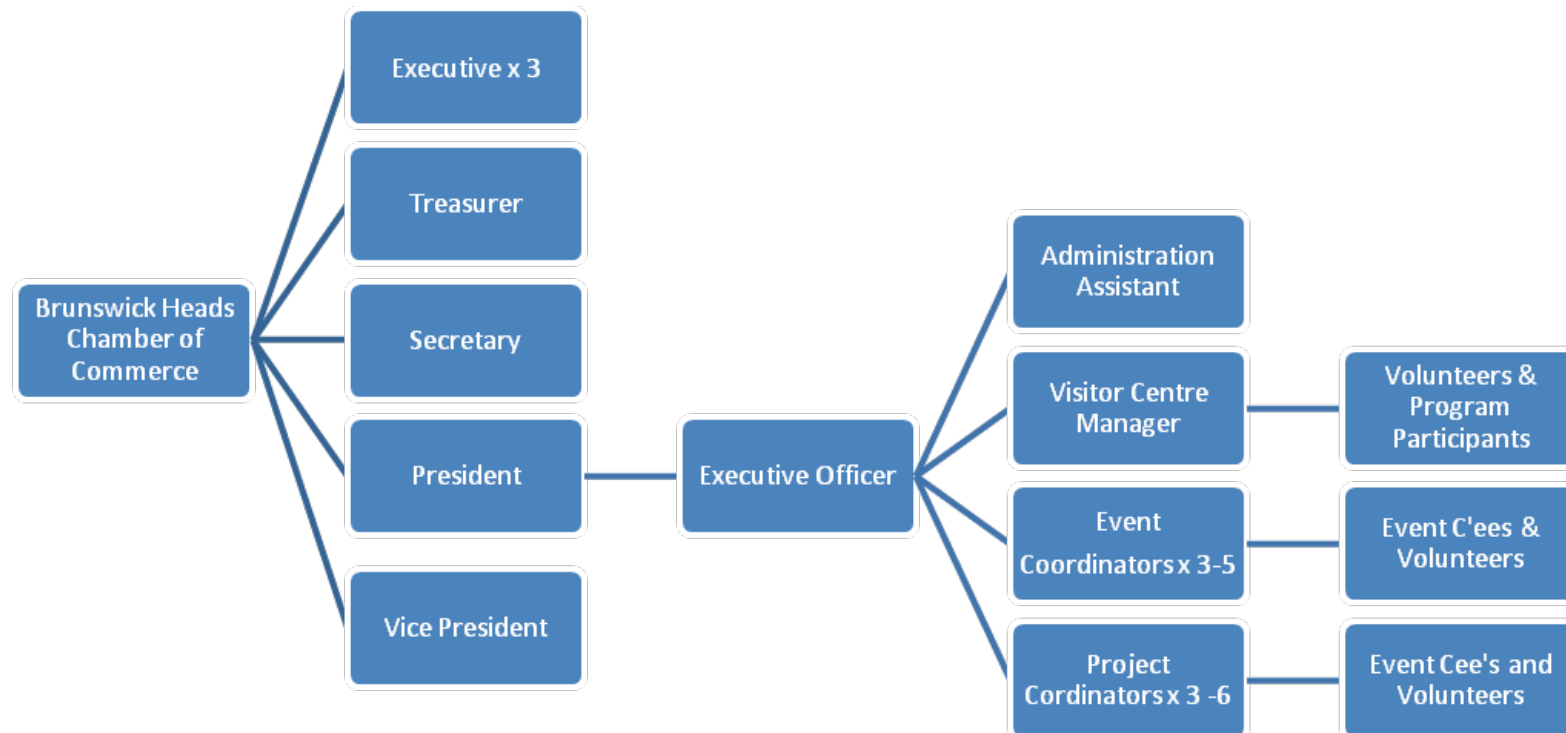 Brunswick Heads
Chamber of
Commerce
Executive x 3
Treasurer
Secretary
President
Vice President
Executive Officer
Administration
Assistant
Visitor Centre
Manager
Event
Coordinators x 3-5
Project
Cordinators x 3 -6
Volunteers &
Program
Participants
Event C'ees &
Volunteers
Event Cee's and
Volunteers